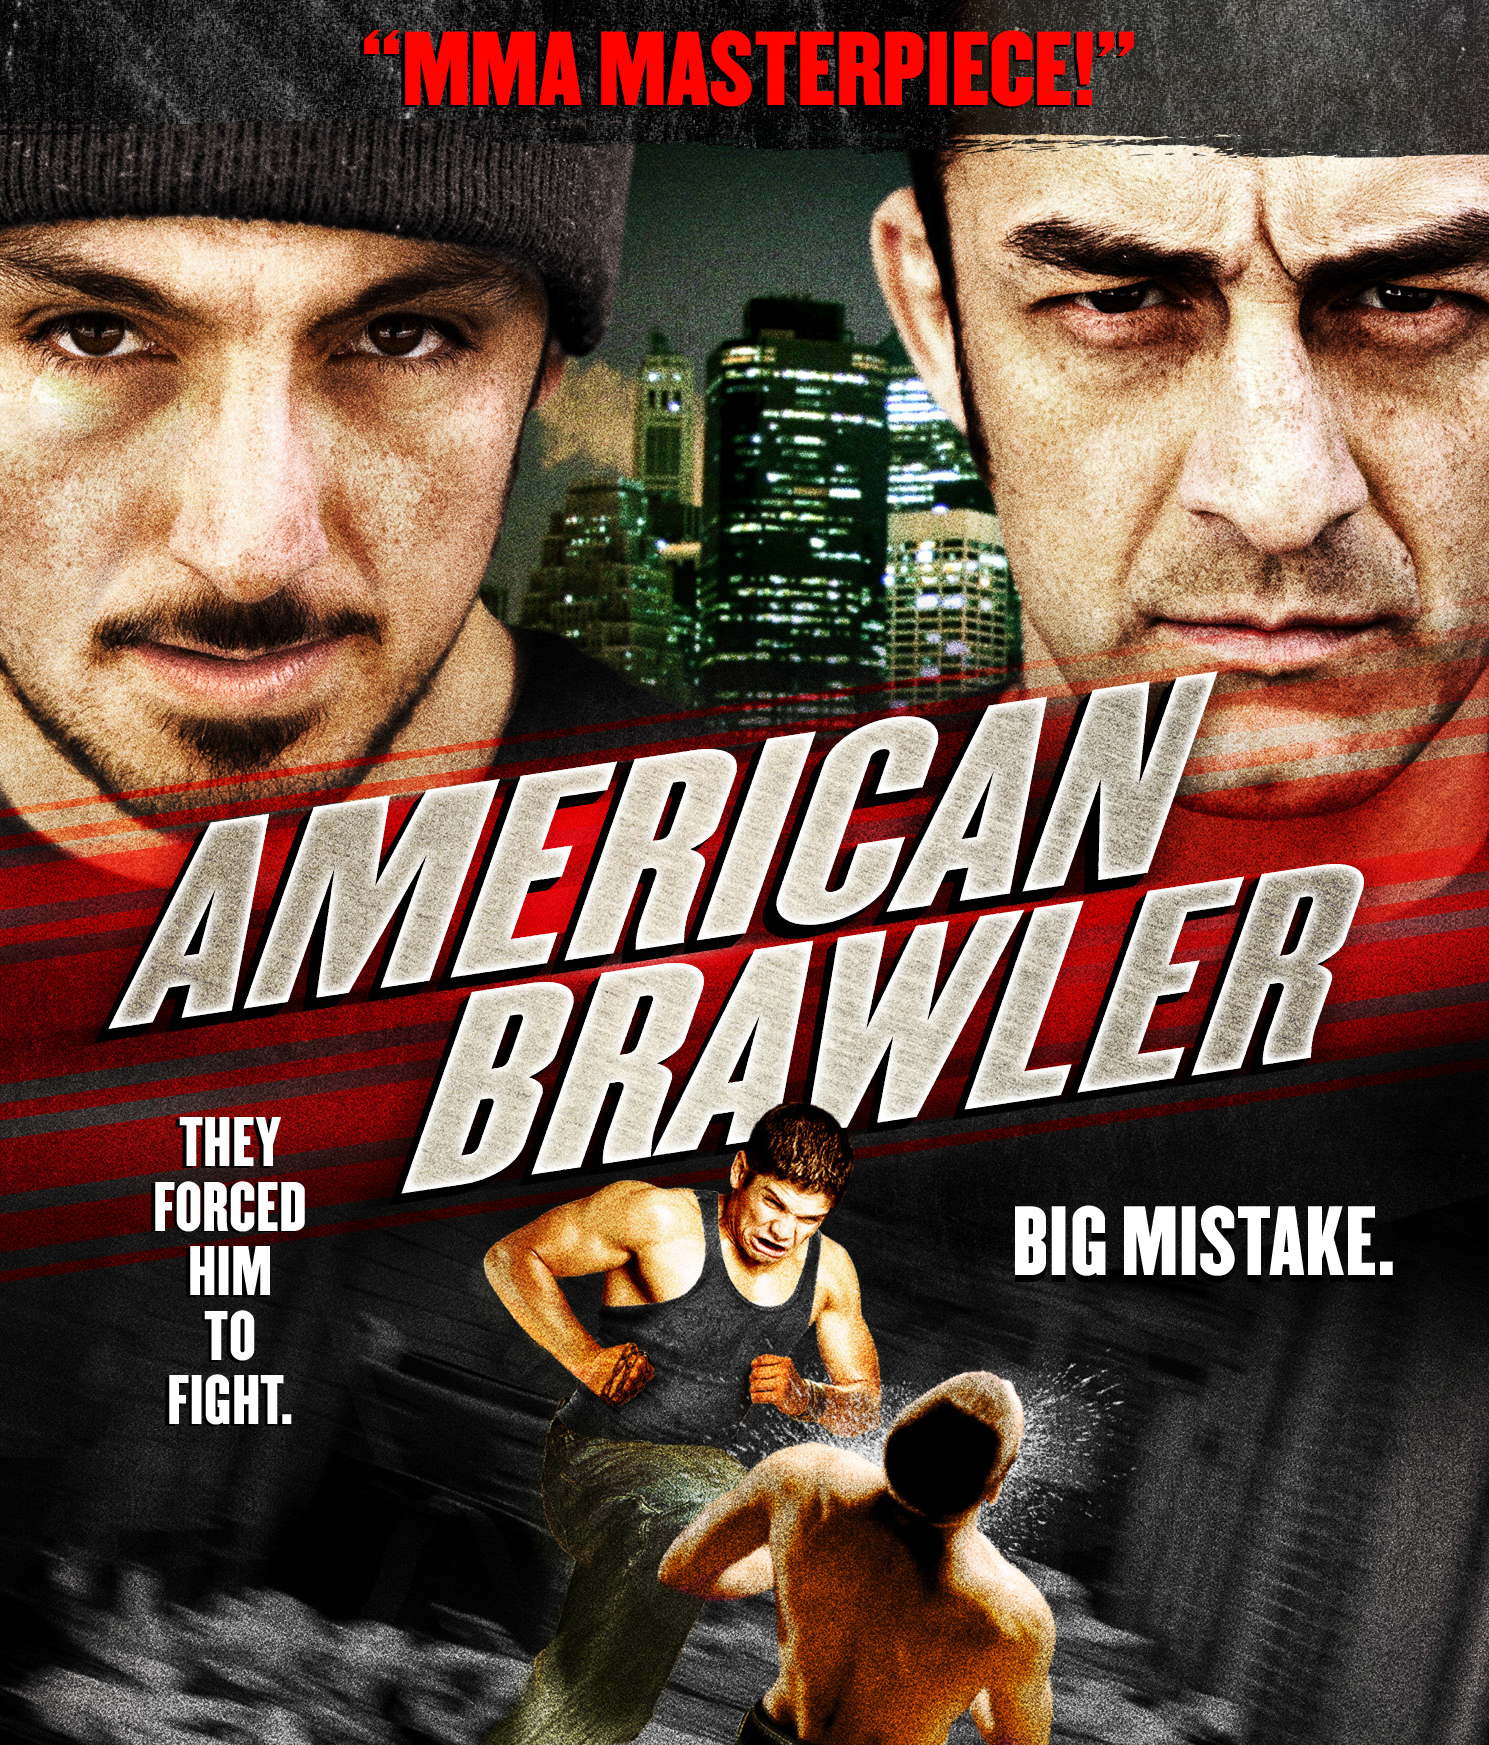 “MMA MASTERPIECE!”
AMERICAN
BRAWLER
THEY
FORCED
HIM
TO
FIGHT.
BIG MISTAKE.